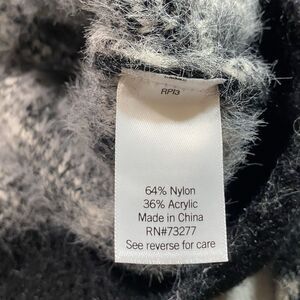 RPI3
64% Nylon
36% Acrylic
Made in China
RN#73277
See reverse for care